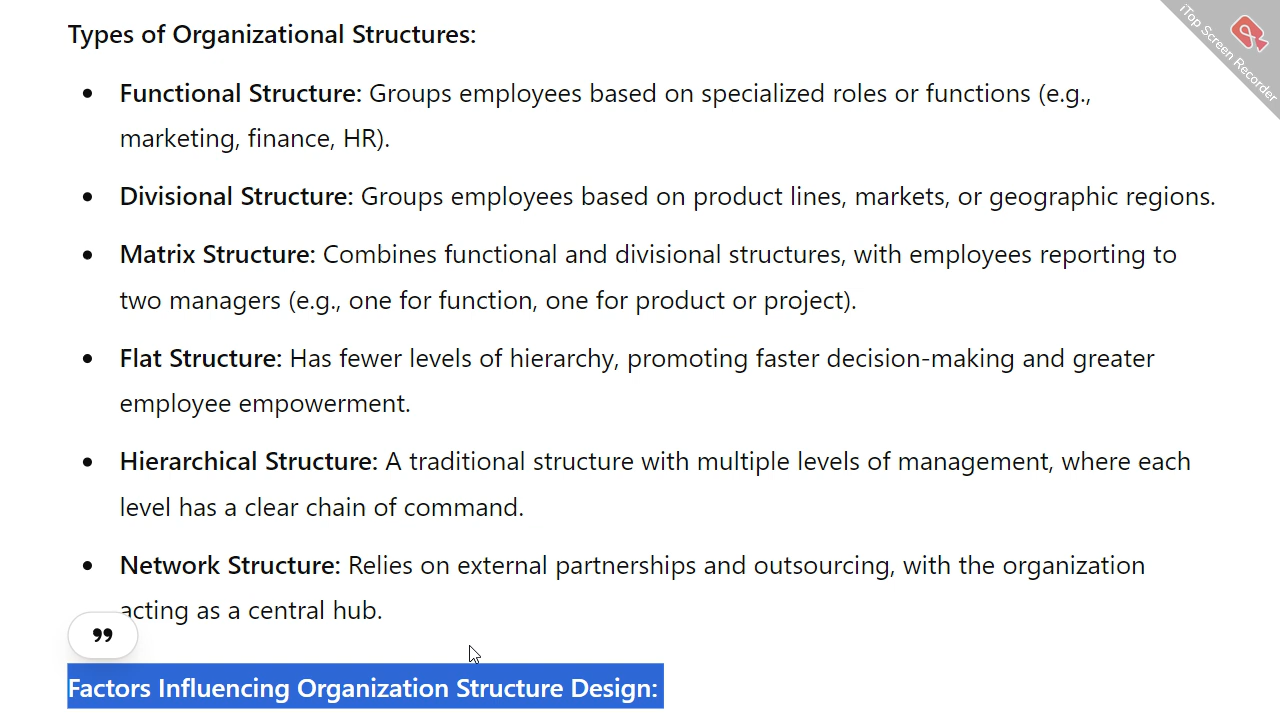 Types of Organizational Structures:
Functional Structure: Groups employees based on specialized roles or functions (e.g.,
marketing, finance, HR).
Divisional Structure: Groups employees based on product lines, markets, or geographic regions.
Matrix Structure: Combines functional and divisional structures, with employees reporting to
two managers (e.g., one for function, one for product or project).
Flat Structure: Has fewer levels of hierarchy, promoting faster decision-making and greater
employee empowerment.
Hierarchical Structure: A traditional structure with multiple levels of management, where each
level has a clear chain of command.
Network Structure: Relies on external partnerships and outsourcing, with the organization
acting as a central hub.
Factors Influencing Organization Structure Design:
iTop Screen Recorder